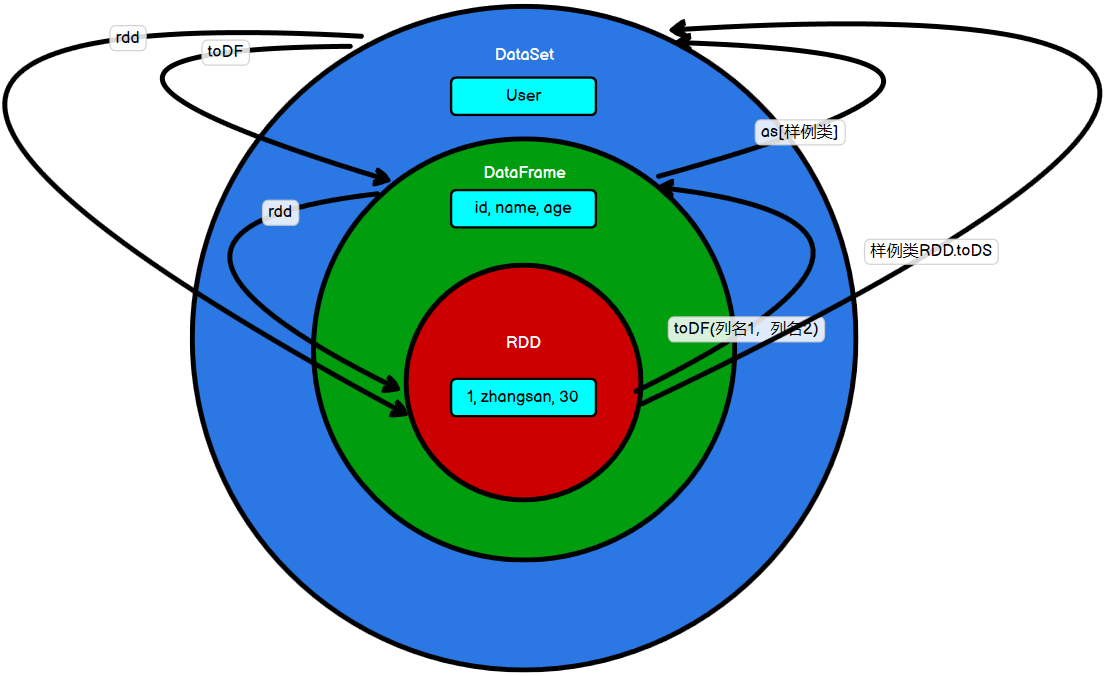 rdd
toDF
DataSet
User
as[样例类]
DataFrame
id, name, age
rdd
样例类RDD.toDS
toDF(列名1，列名2)
RDD
1, zhangsan, 30